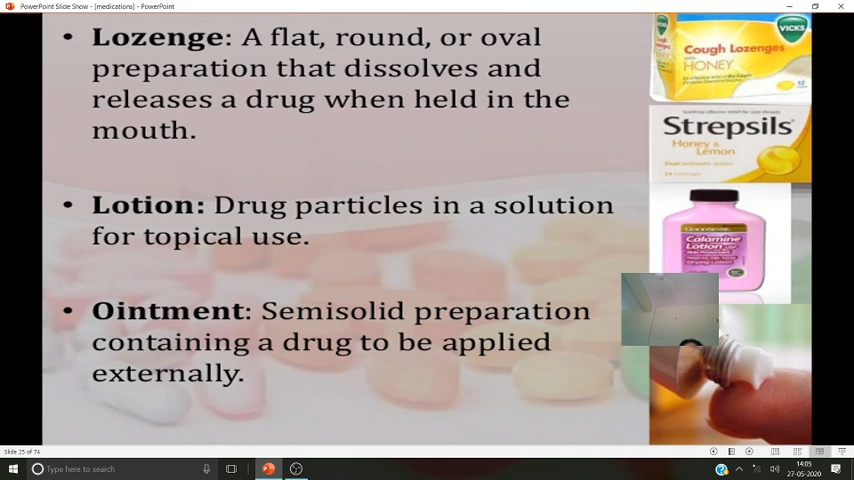 PowerPoint Slide Show - [medications] - PowerPoint
• Lozenge: A flat, round, or oval
preparation that dissolves and
releases a drug when held in the
mouth.
• Lotion: Drug particles in a solution
for topical use.
• Ointment: Semisolid preparation
containing a drug to be applied
externally.
VICKS
Cough Lozenges
HONEY
Strepsils
Honey &
Lemon
Dual antiseptic action
Calamine
Lotion
Slide 25 of 74
Type here to search
14:05
27-05-2020